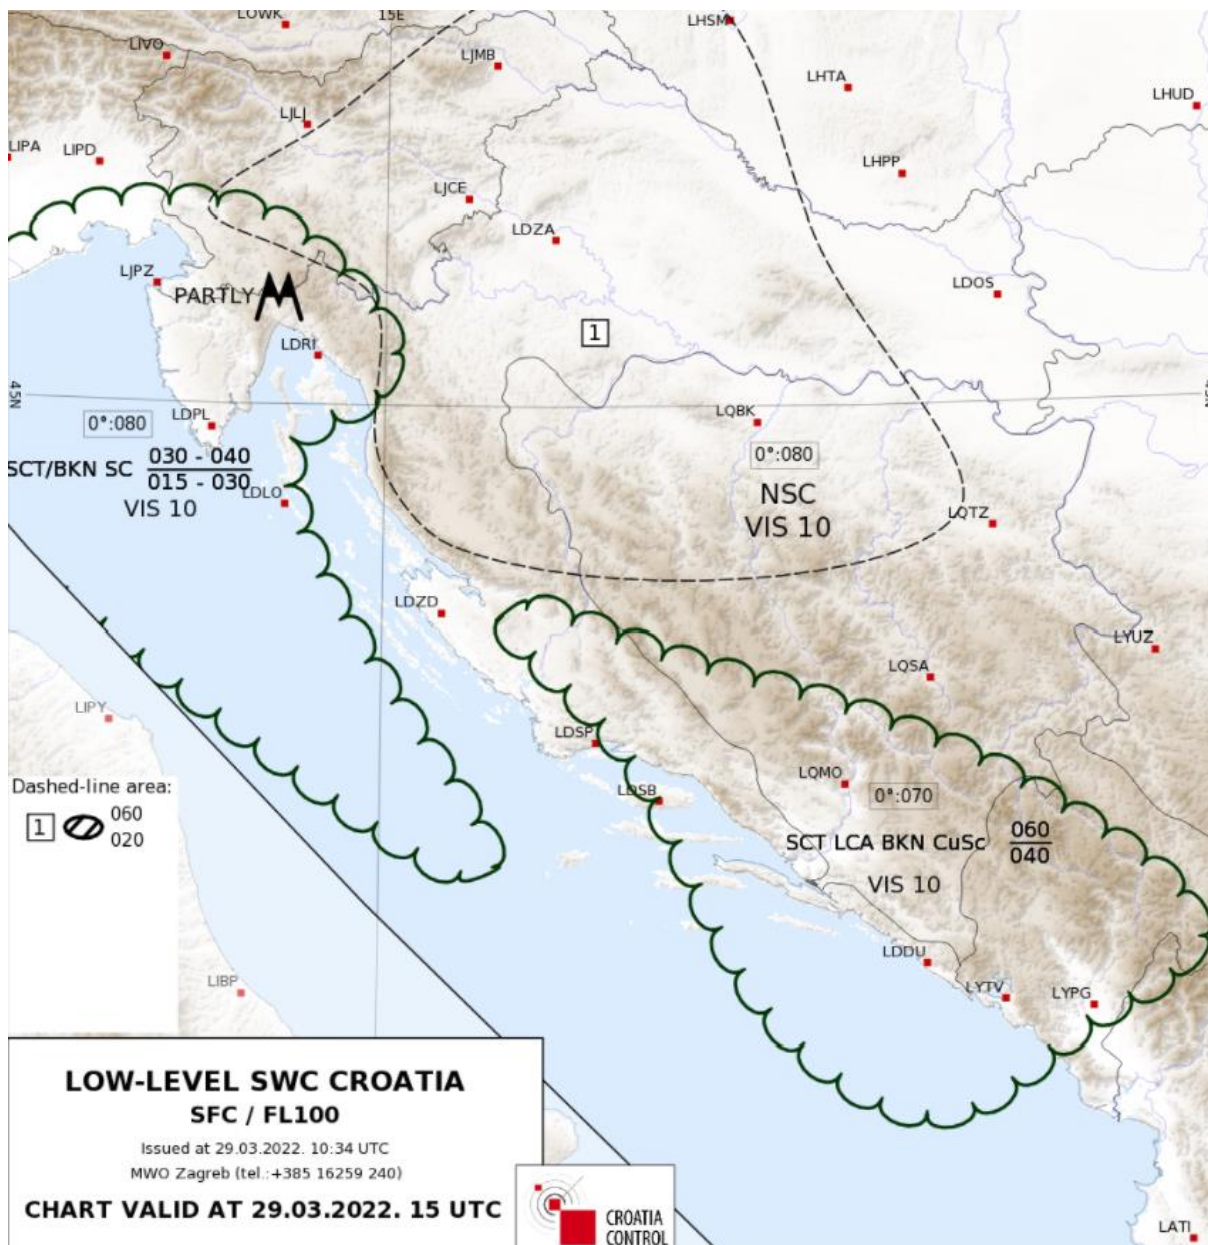 LOWK
15E
LHSM
LJVO
LJMB
LHTA
LHUD
LJLJ
LIPA
LIPD
LHPP
LJCE
LDZA
LJPZ
PARTLY
LDOS
1
LDRI
45N
LDPL
0°:080
LQBK
0°:080
SCT/BKN SC
030 - 040
015 - 030
VIS 10
LDLO
NSC
VIS 10
LQTZ
LDZD
LYUZ
LQSA
LIPY
LDSP
LQMO
0°:070
LDSB
Dashed-line area:
1
060
020
SCT LCA BKN CuSc
060
040
VIS 10
LDDU
LIBP
LYTV
LYPG
LOW-LEVEL SWC CROATIA
SFC / FL100
Issued at 29.03.2022. 10:34 UTC
MWO Zagreb (tel.:+385 16259 240)
CHART VALID AT 29.03.2022. 15 UTC
CROATIA
CONTROL
LATI